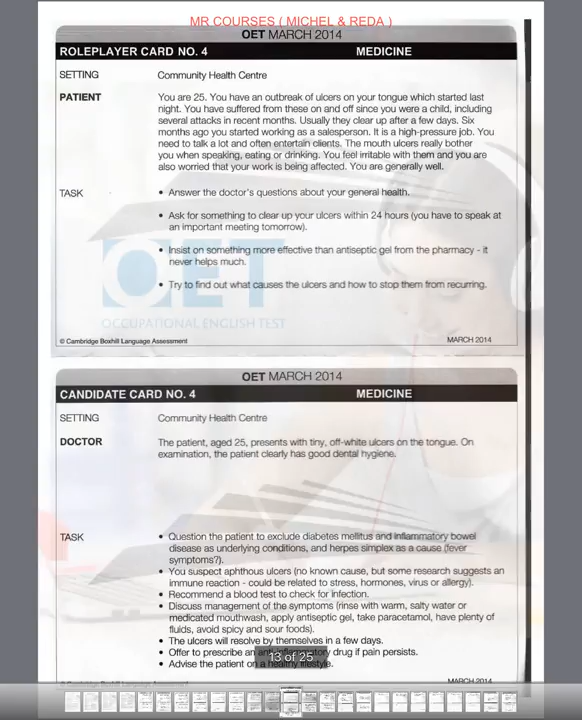 MR COURSES ( MICHEL & REDA )
OET MARCH 2014
ROLEPLAYER CARD NO. 4 MEDICINE
SETTING Community Health Centre
PATIENT You are 25. You have an outbreak of ulcers on your tongue which started last
night. You have suffered from these on and off since you were a child, including
several attacks in recent months. Usually they clear up after a few days. Six
months ago you started working as a salesperson. It is a high-pressure job. You
need to talk a lot and often entertain clients. The mouth ulcers really bother
you when speaking, eating or drinking. You feel irritable with them and you are
also worried that your work is being affected. You are generally well.
TASK • Answer the doctor's questions about your general health.
• Ask for something to clear up your ulcers within 24 hours (you have to speak at
an important meeting tomorrow).
• Insist on something more effective than antiseptic gel from the pharmacy - it
never helps much.
• Try to find out what causes the ulcers and how to stop them from recurring.
OET
OCCUPATIONAL ENGLISH TEST
© Cambridge Boxhill Language Assessment MARCH 2014
OET MARCH 2014
CANDIDATE CARD NO. 4 MEDICINE
SETTING Community Health Centre
DOCTOR The patient, aged 25, presents with tiny, off-white ulcers on the tongue. On
examination, the patient clearly has good dental hygiene.
TASK • Question the patient to exclude diabetes mellitus and inflammatory bowel
disease as underlying conditions, and herpes simplex as a cause (fever
symptoms?).
• You suspect aphthous ulcers (no known cause, but some research suggests an
immune reaction - could be related to stress, hormones, virus or allergy).
• Recommend a blood test to check for infection.
• Discuss management of the symptoms (rinse with warm, salty water or
medicated mouthwash, apply antiseptic gel, take paracetamol, have plenty of
fluids, avoid spicy and sour foods).
• The ulcers will resolve by themselves in a few days.
• Offer to prescribe an anti-inflammatory drug if pain persists.
13 of 25
• Advise the patient on a healthy lifestyle.
© Cambridge Boxhill Language Assessment MARCH 2014